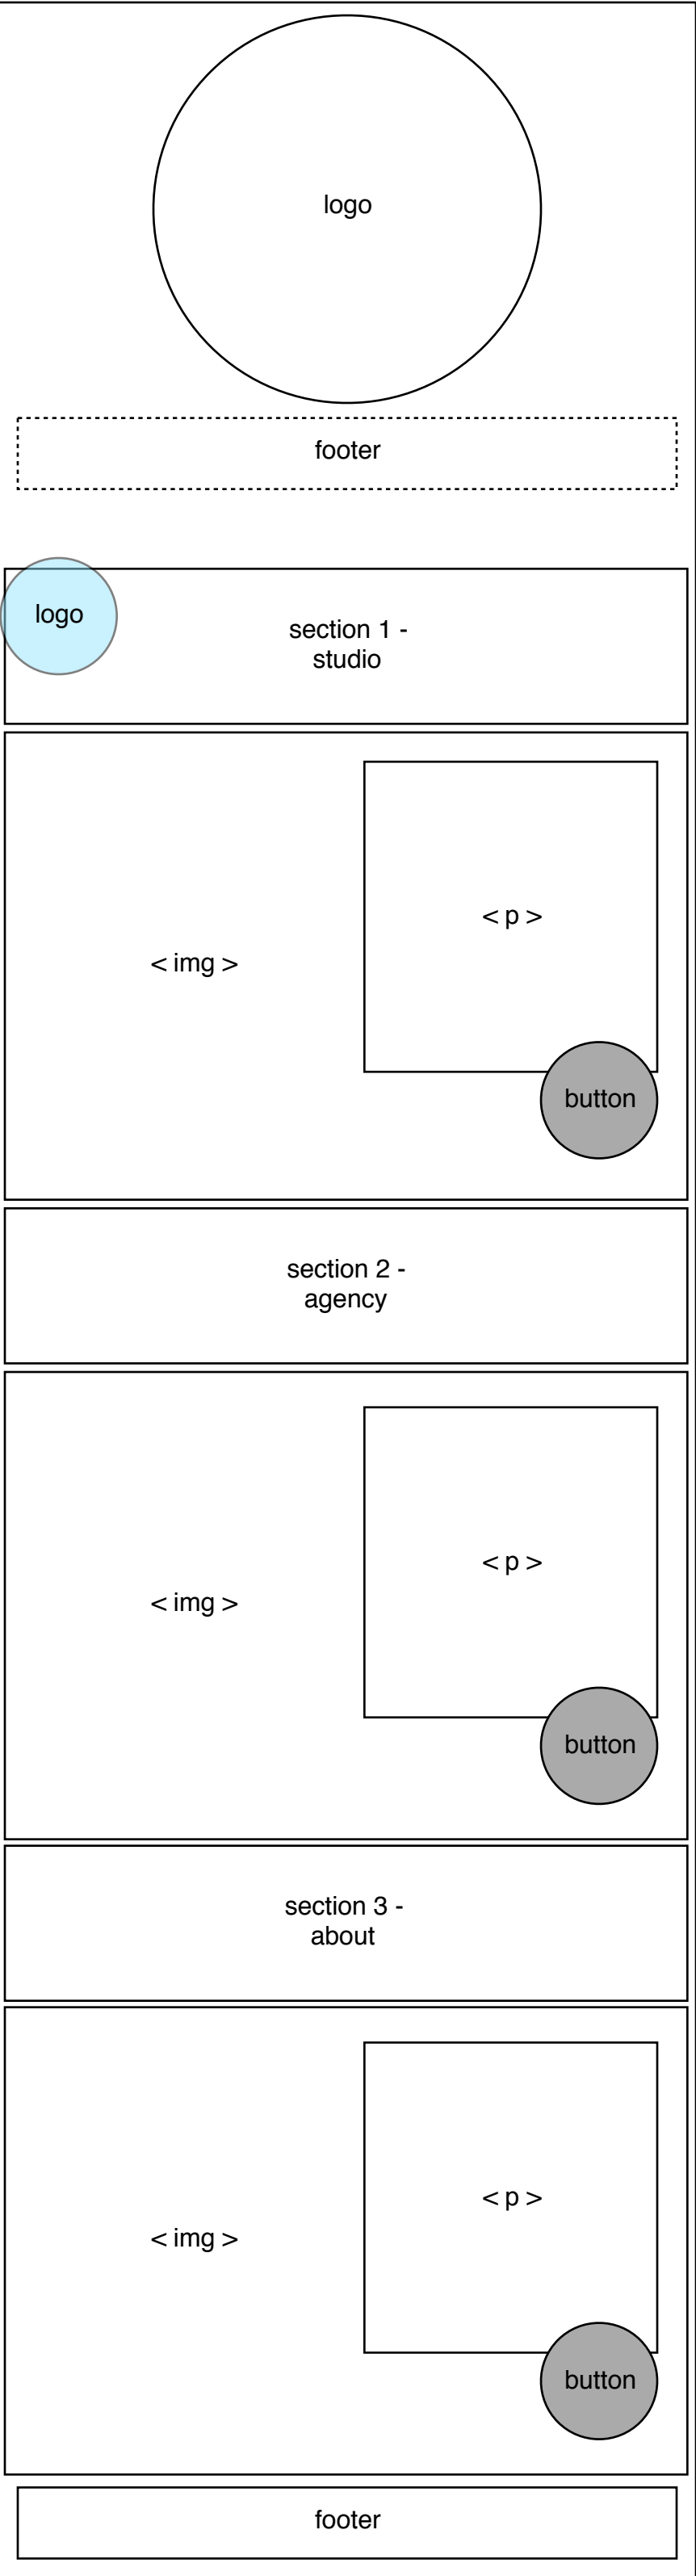 logo
footer
logo
section 1 -
studio
< p >
< img >
button
section 2 -
agency
< p >
< img >
button
section 3 -
about
< p >
< img >
button
footer